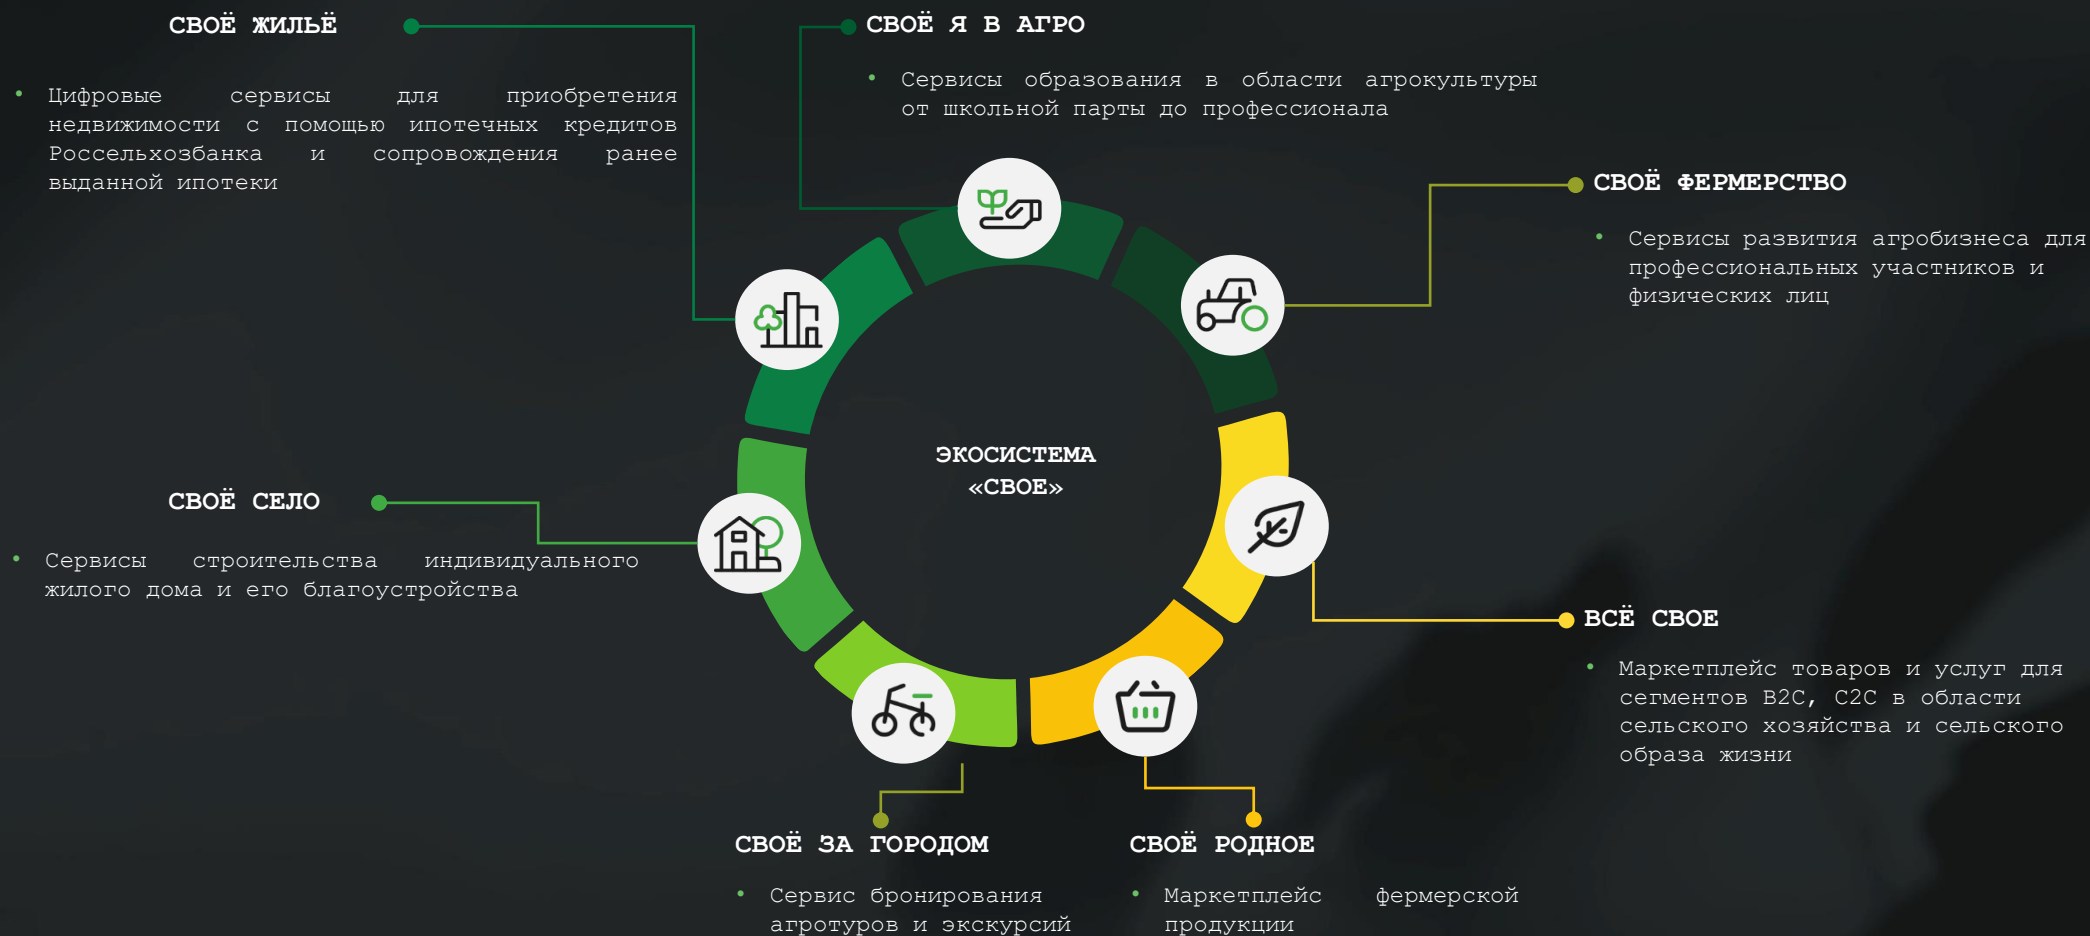 СВОЁ ЖИЛЬЁ
• Цифровые сервисы для приобретения
недвижимости с помощью ипотечных кредитов
Россельхозбанка и сопровождения ранее
выданной ипотеки
СВОЁ Я В АГРО
• Сервисы образования в области агрокультуры
от школьной парты до профессионала
СВОЁ ФЕРМЕРСТВО
• Сервисы развития агробизнеса для
профессиональных участников и
физических лиц
ЭКОСИСТЕМА
«СВОЕ»
СВОЁ СЕЛО
• Сервисы строительства индивидуального
жилого дома и его благоустройства
ВСЁ СВОЕ
• Маркетплейс товаров и услуг для
сегментов B2C, C2C в области
сельского хозяйства и сельского
образа жизни
СВОЁ ЗА ГОРОДОМ
• Сервис бронирования
агротуров и экскурсий
СВОЁ РОДНОЕ
• Маркетплейс фермерской
продукции